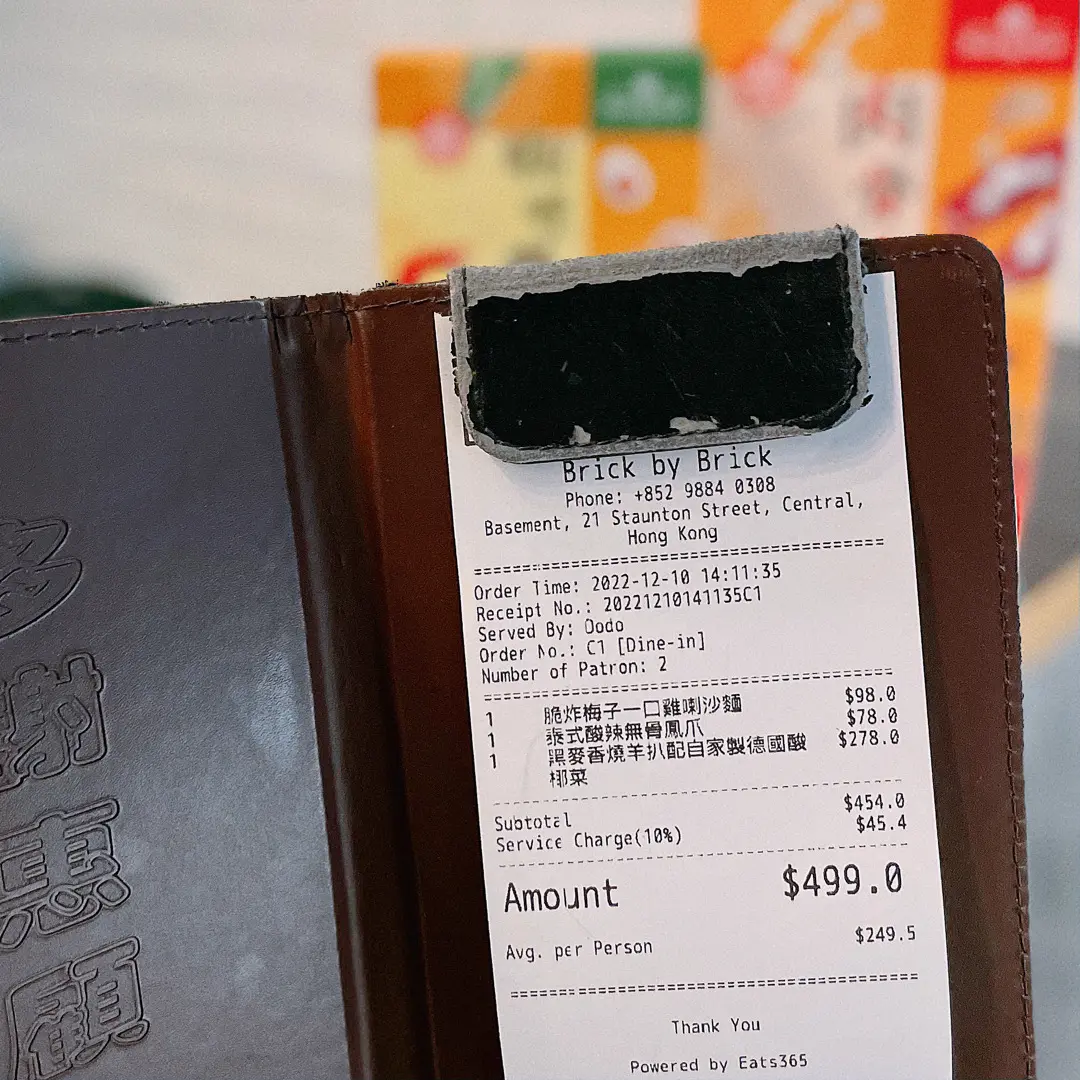 多
謝
惠
顧
Brick by Brick
Phone: +852 9884 0308
Basement, 21 Staunton Street, Central,
Hong Kong
Order Time: 2022-12-10 14:11:35
Receipt No.: 20221210141135C1
Served By: Dodo
Order No.: C1 [Dine-in]
Number of Patron: 2
1 脆炸梅子一口雞喇沙麵 $98.0
1 泰式酸辣無骨鳳爪 $78.0
1 黑麥香燒羊扒配自家製德國酸 $278.0
椰菜
Subtotal $454.0
Service Charge(10%) $45.4
Amount $499.0
Avg. per Person $249.5
Thank You
Powered by Eats365